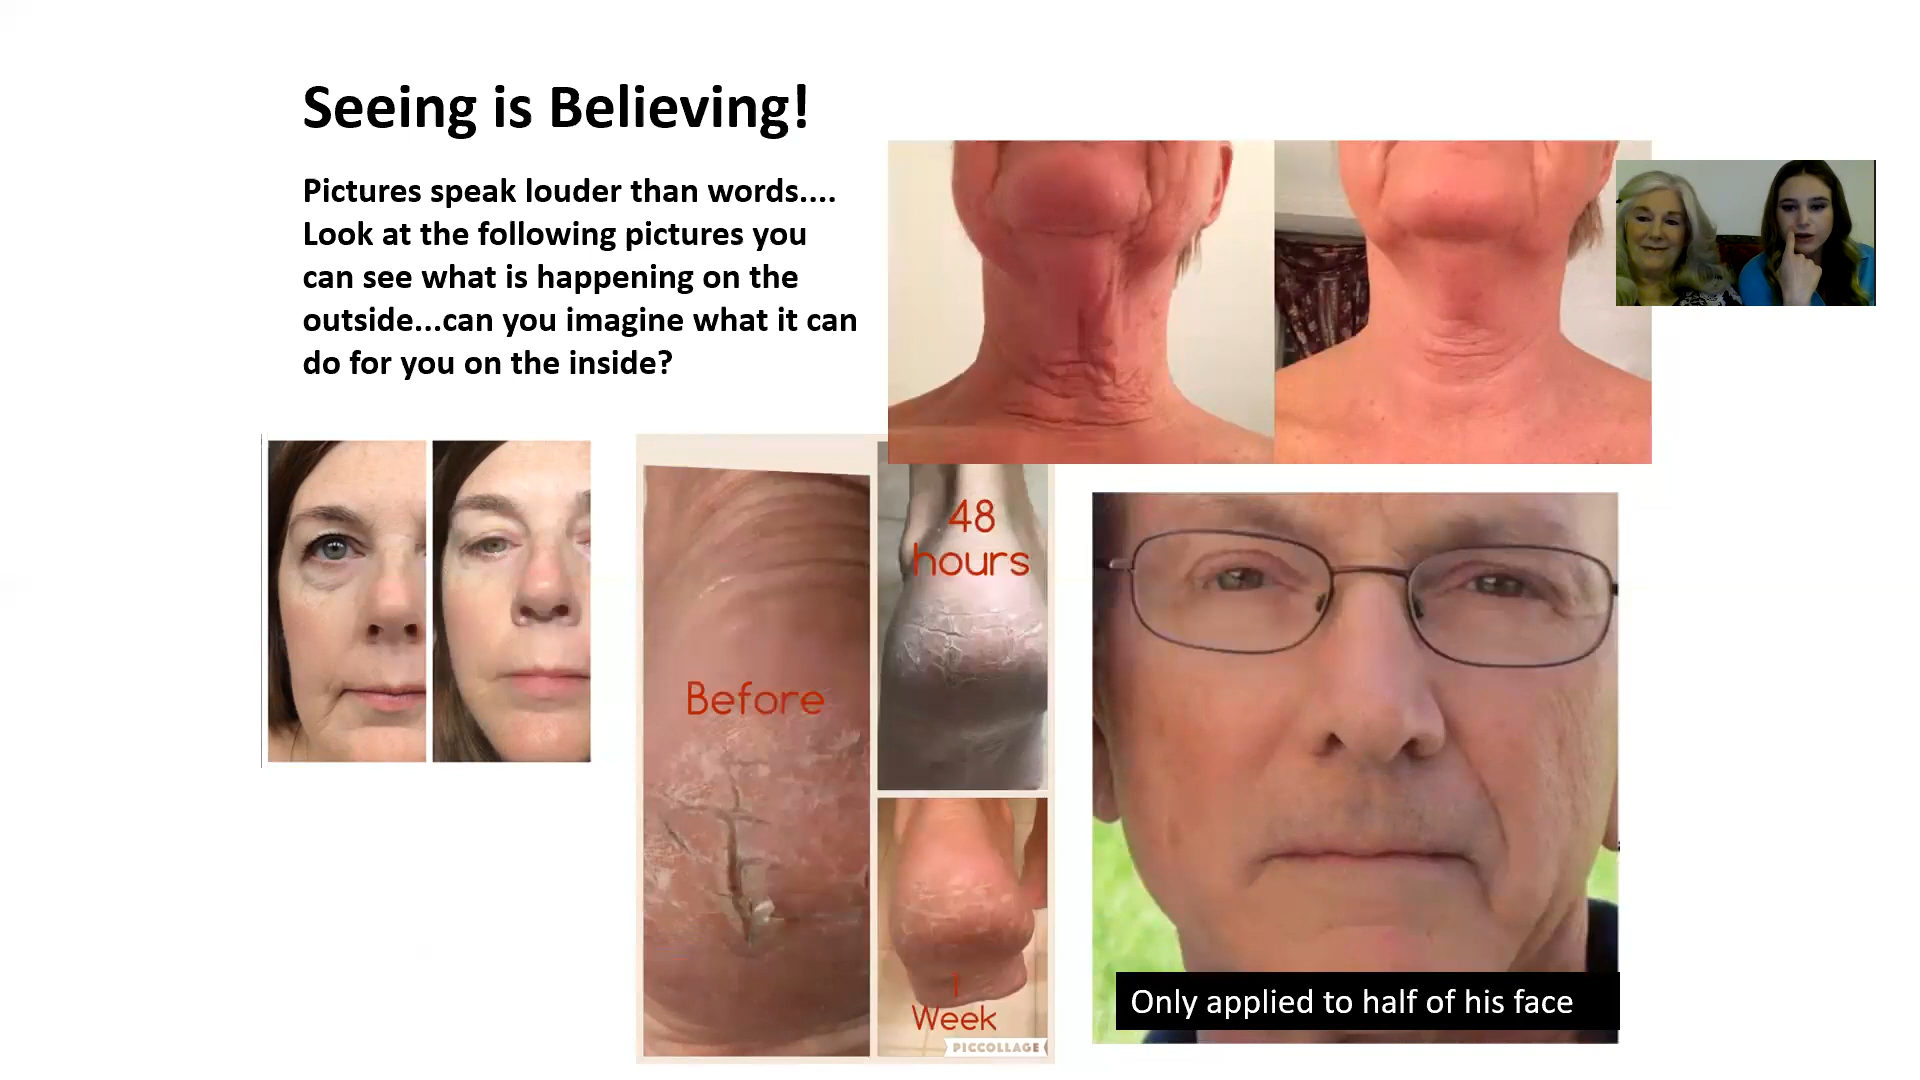 Seeing is Believing!
Pictures speak louder than words....
Look at the following pictures you
can see what is happening on the
outside...can you imagine what it can
do for you on the inside?
48
hours
Before
1
Week
PICCOLLAGE
Only applied to half of his face